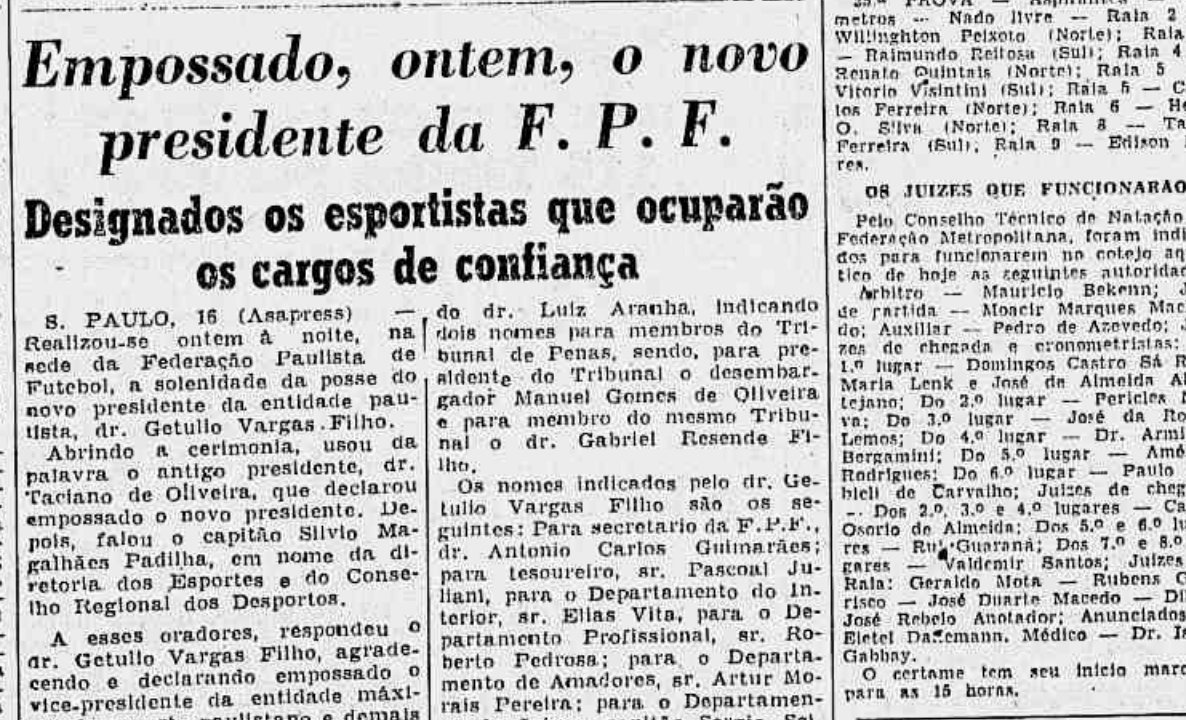 Empossado, ontem, o novo
presidente da F. P. F.
Designados os esportistas que ocuparão
os cargos de confiança
S. PAULO, 16 (Asapress) —
Realizou-se ontem à noite, na
sede da Federação Paulista de
Futebol, a solenidade da posse do
novo presidente da entidade pau-
lista, dr. Getulio Vargas Filho.
Abrindo a cerimonia, usou da
palavra o antigo presidente, dr.
Taciano de Oliveira, que declarou
empossado o novo presidente. De-
pois, falou o capitão Silvio Ma-
galhães Padilha, em nome da di-
retoria dos Esportes e do Conse-
lho Regional dos Desportos.
A esses oradores, respondeu o
dr. Getulio Vargas Filho, agrade-
cendo e declarando empossado o
vice-presidente da entidade máxi-
paulistano e demais
do dr. Luiz Aranha, indicando
dois nomes para membros do Tri-
bunal de Penas, sendo, para pre-
sidente do Tribunal o desembar-
gador Manuel Gomes de Oliveira
e para membro do mesmo Tribu-
nal o dr. Gabriel Resende Fi-
lho.
Os nomes indicados pelo dr. Ge-
tulio Vargas Filho são os se-
guintes: Para secretario da F.P.F.,
dr. Antonio Carlos Guimarães;
para tesoureiro, sr. Pascoal Ju-
liani, para o Departamento do In-
terior, sr. Elias Vita, para o De-
partamento Profissional, sr. Ro-
berto Pedrosa; para o Departa-
mento de Amadores, sr. Artur Mo-
rais Pereira; para o Departamen-
PROVA —
metros — Nado livre — Raia 2
Willinghton Peixoto (Norte); Raia
— Raimundo Feitosa (Sul); Raia 4
Renato Quintais (Norte); Raia 5
Vitorio Visintini (Sul); Raia 5 — C
los Ferreira (Norte); Raia 6 — He
O. Silva (Norte); Raia 8 — Ta
Ferreira (Sul); Raia 9 — Edison
res.
OS JUIZES QUE FUNCIONARAO
Pelo Conselho Técnico de Natação
Federação Metropolitana, foram indi
dos para funcionarem no cotejo aq
tico de hoje as seguintes autoridad
Arbitro — Mauricio Bekenn; J
de partida — Moacir Marques Mac
do; Auxiliar — Pedro de Azevedo; J
zes de chegada e cronometristas:
1.º lugar — Domingos Castro Sá R
Maria Lenk e José de Almeida Al
tejano; Do 2.º lugar — Pericles
va; Do 3.º lugar — José da Ro
Lemos; Do 4.º lugar — Dr. Armi
Bergamini; Do 5.º lugar — Amé
Rodrigues; Do 6.º lugar — Paulo
bieli de Carvalho; Juizes de cheg
— Dos 2.º, 3.º e 4.º lugares — Ca
Osorio de Almeida; Dos 5.º e 6.º lu
res — Rui Guaraná; Dos 7.º e 8.º
gares — Valdemir Santos; Juizes
Raia: Geraldo Mota — Rubens C
risco — José Duarte Macedo — Dil
José Rebelo Anotador; Anunciados
Eletel Dannemann. Médico — Dr. Is
Gabbay.
O certame tem seu inicio marc
para as 15 horas.